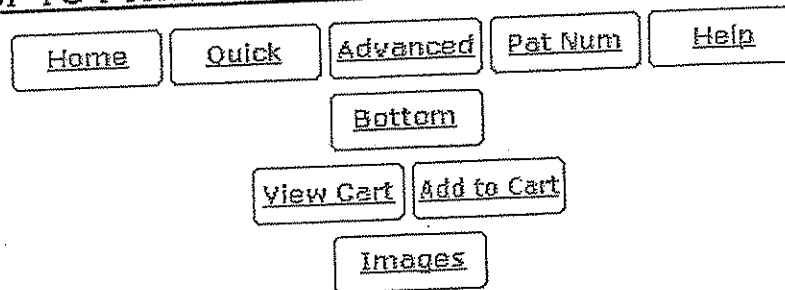 Home Quick Advanced Pat Num Help
Bottom
View Cart Add to Cart
Images